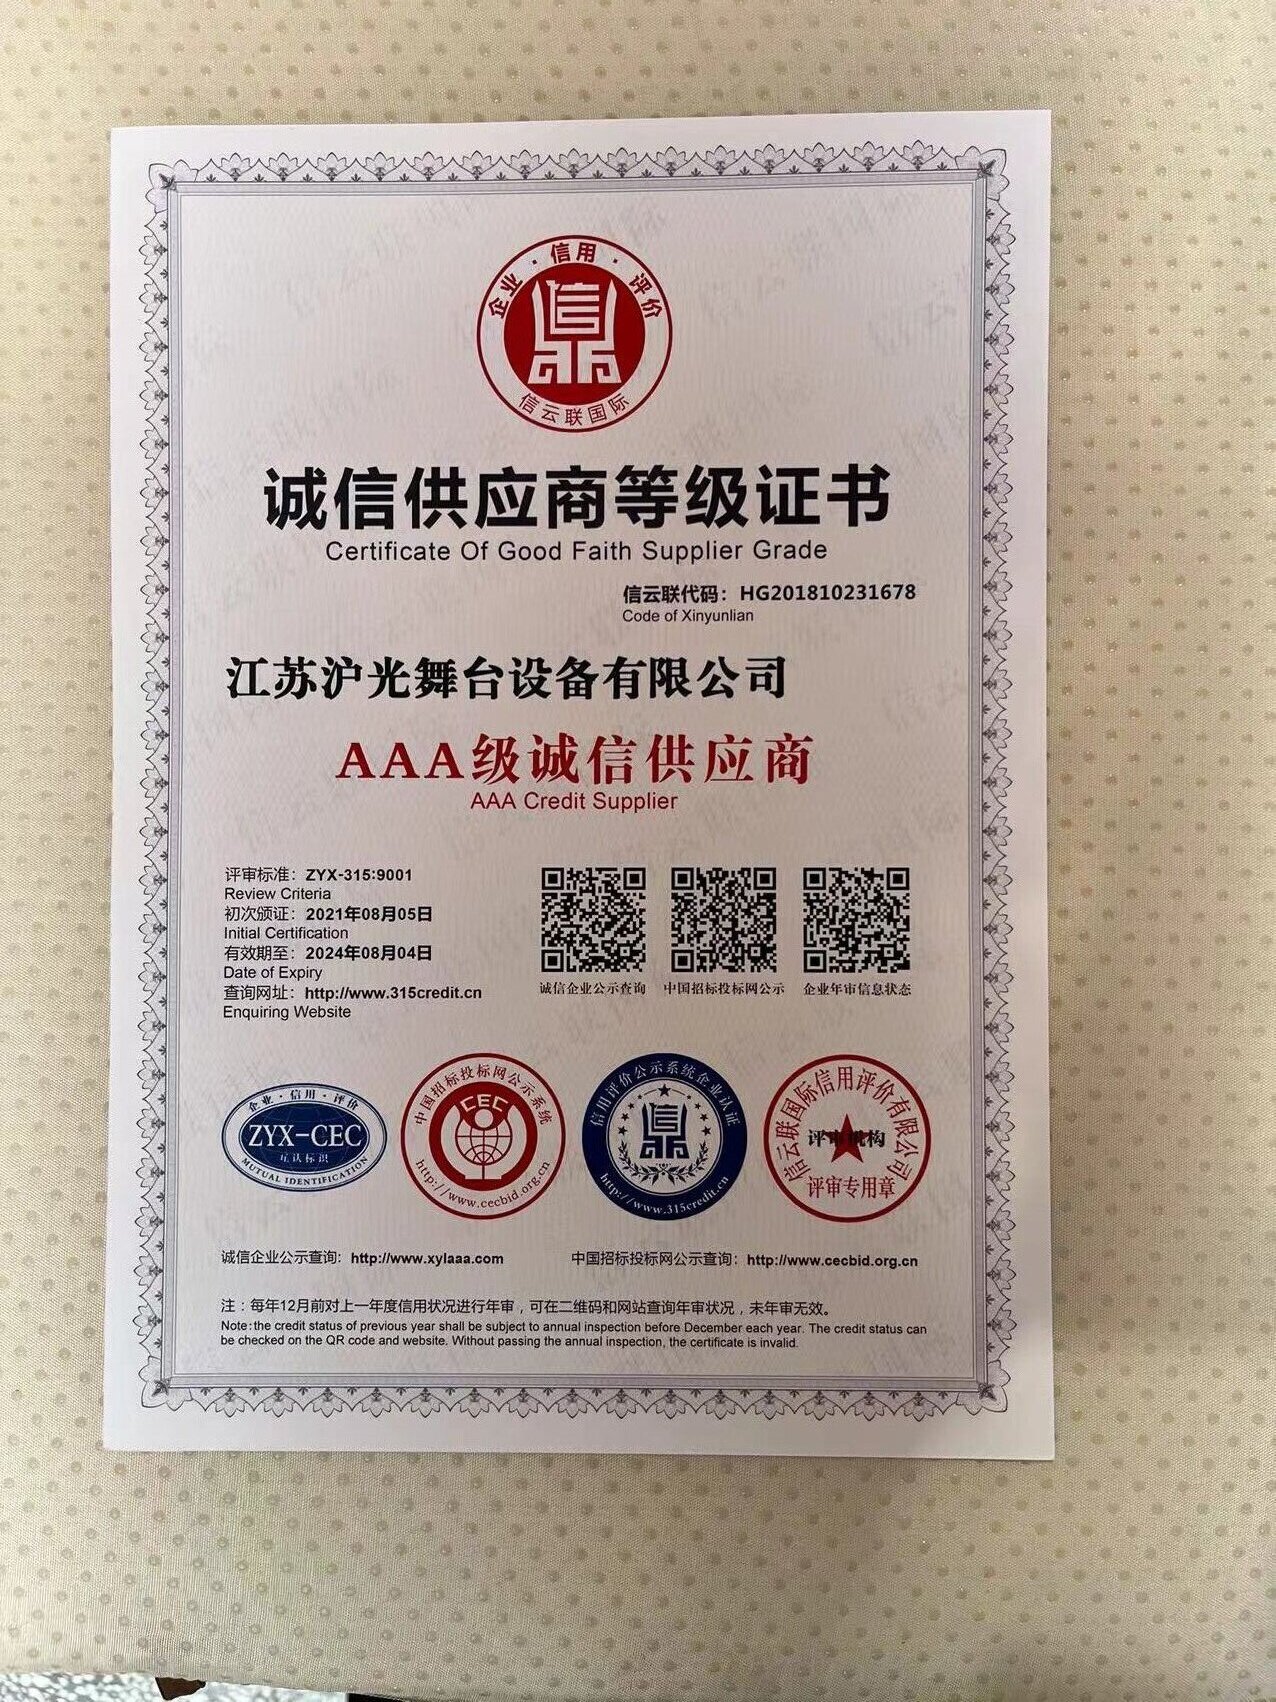 企业·信用·评价
信
信云联国际
诚信供应商等级证书
Certificate Of Good Faith Supplier Grade
信云联代码：HG201810231678
Code of Xinyunlian
江苏沪光舞台设备有限公司
AAA级诚信供应商
AAA Credit Supplier
评审标准：ZYX-315:9001
Review Criteria
初次颁证：2021年08月05日
Initial Certification
有效期至：2024年08月04日
Date of Expiry
查询网址：http://www.315credit.cn
Enquiring Website
诚信企业公示查询
中国招标投标网公示
企业年审信息状态
企业·信用·评价
ZYX-CEC
互认标识
MUTUAL IDENTIFICATION
中国招标投标网公示系统
CEC
http://www.cecbid.org.cn
信用评价公示系统企业认证
信
http://www.315credit.cn
信云联国际信用评价有限公司
评审机构
评审专用章
诚信企业公示查询：http://www.xylaaa.com
中国招标投标网公示查询：http://www.cecbid.org.cn
注：每年12月前对上一年度信用状况进行年审，可在二维码和网站查询年审状况，未年审无效。
Note:the credit status of previous year shall be subject to annual inspection before December each year. The credit status can
be checked on the QR code and website. Without passing the annual inspection, the certificate is invalid.